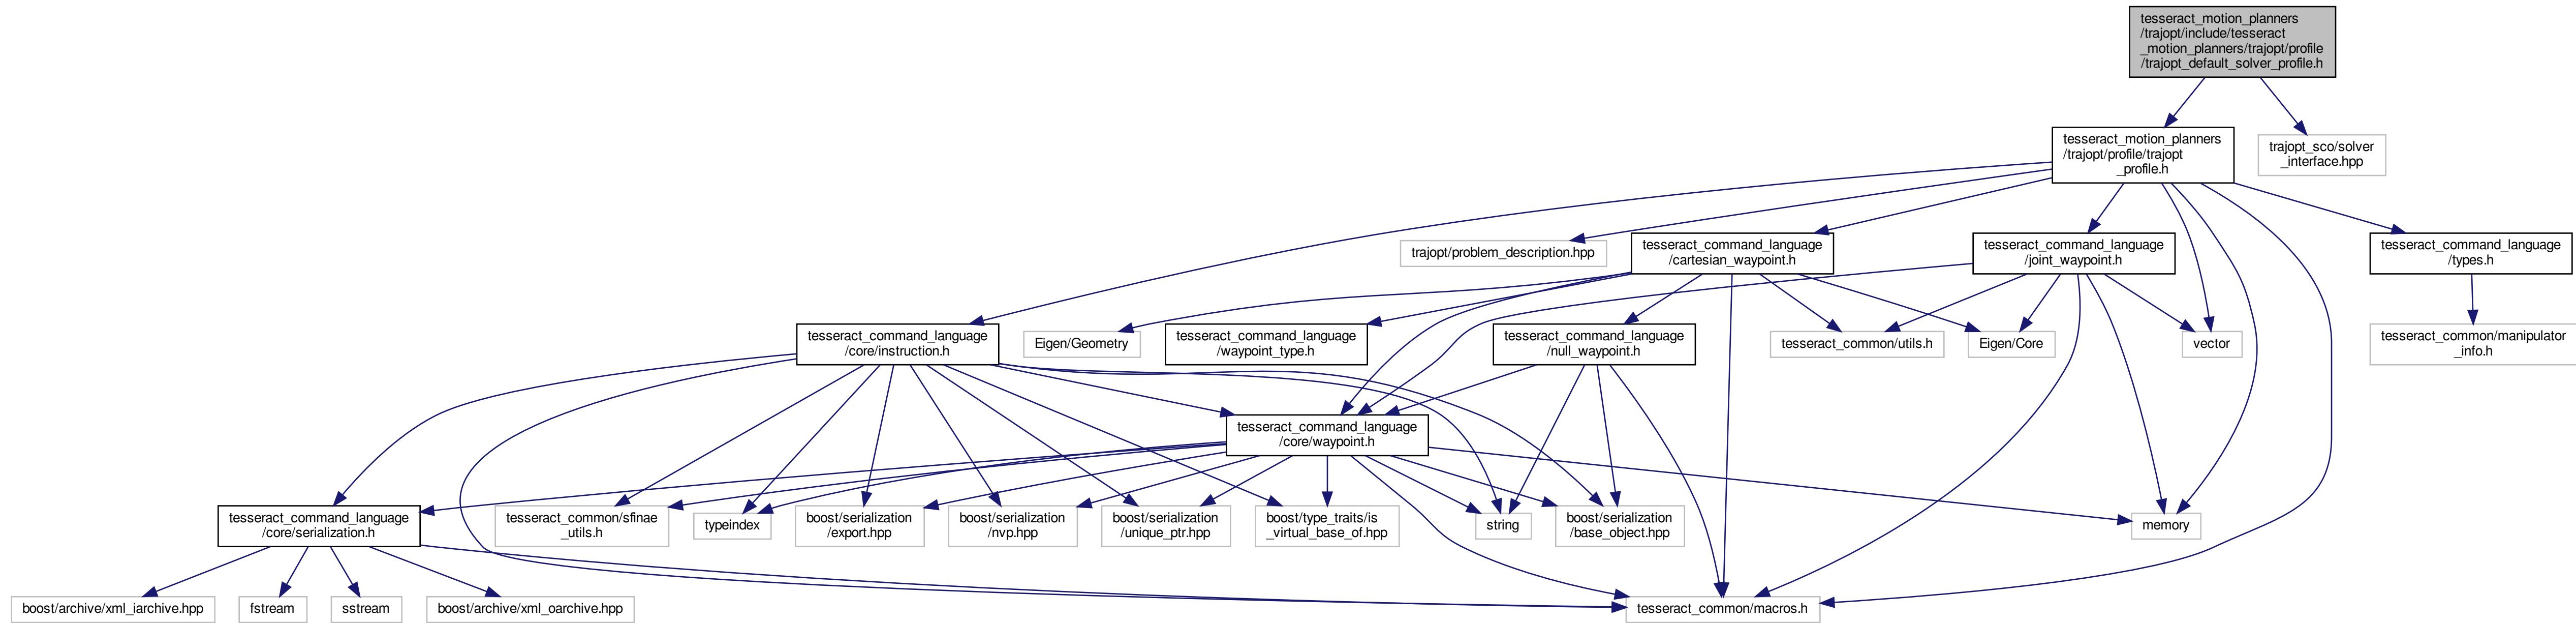 tesseract_motion_planners
/trajopt/include/tesseract
_motion_planners/trajopt/profile
/trajopt_default_solver_profile.h
tesseract_motion_planners
/trajopt/profile/trajopt
_profile.h
trajopt_sco/solver
_interface.hpp
trajopt/problem_description.hpp
tesseract_command_language
/cartesian_waypoint.h
tesseract_command_language
/joint_waypoint.h
tesseract_command_language
/types.h
tesseract_command_language
/core/instruction.h
Eigen/Geometry
tesseract_command_language
/waypoint_type.h
tesseract_command_language
/null_waypoint.h
tesseract_common/utils.h
Eigen/Core
vector
tesseract_common/manipulator
_info.h
tesseract_command_language
/core/waypoint.h
tesseract_command_language
/core/serialization.h
tesseract_common/sfinae
_utils.h
typeindex
boost/serialization
/export.hpp
boost/serialization
/nvp.hpp
boost/serialization
/unique_ptr.hpp
boost/type_traits/is
_virtual_base_of.hpp
string
boost/serialization
/base_object.hpp
memory
boost/archive/xml_iarchive.hpp
fstream
sstream
boost/archive/xml_oarchive.hpp
tesseract_common/macros.h